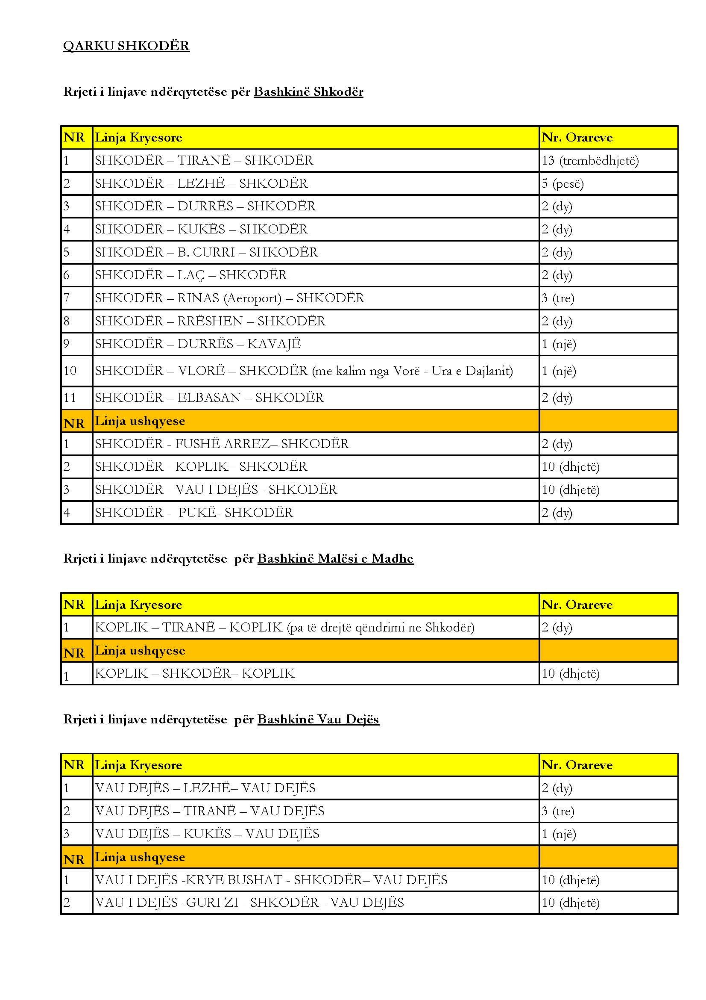 QARKU SHKODËR
Rrjeti i linjave ndërqytetëse për Bashkinë Shkodër
NR Linja Kryesore Nr. Orareve
1 SHKODËR – TIRANË – SHKODËR 13 (trembëdhjetë)
2 SHKODËR – LEZHË – SHKODËR 5 (pesë)
3 SHKODËR – DURRËS – SHKODËR 2 (dy)
4 SHKODËR – KUKËS – SHKODËR 2 (dy)
5 SHKODËR – B. CURRI – SHKODËR 2 (dy)
6 SHKODËR – LAÇ – SHKODËR 2 (dy)
7 SHKODËR – RINAS (Aeroport) – SHKODËR 3 (tre)
8 SHKODËR – RRËSHEN – SHKODËR 2 (dy)
9 SHKODËR – DURRËS – KAVAJË 1 (një)
10 SHKODËR – VLORË – SHKODËR (me kalim nga Vorë - Ura e Dajlanit) 1 (një)
11 SHKODËR – ELBASAN – SHKODËR 2 (dy)
NR Linja ushqyese
1 SHKODËR - FUSHË ARREZ– SHKODËR 2 (dy)
2 SHKODËR - KOPLIK– SHKODËR 10 (dhjetë)
3 SHKODËR - VAU I DEJËS– SHKODËR 10 (dhjetë)
4 SHKODËR - PUKË- SHKODËR 2 (dy)
Rrjeti i linjave ndërqytetëse për Bashkinë Malësi e Madhe
NR Linja Kryesore Nr. Orareve
1 KOPLIK – TIRANË – KOPLIK (pa të drejtë qëndrimi ne Shkodër) 2 (dy)
NR Linja ushqyese
1 KOPLIK – SHKODËR– KOPLIK 10 (dhjetë)
Rrjeti i linjave ndërqytetëse për Bashkinë Vau Dejës
NR Linja Kryesore Nr. Orareve
1 VAU DEJËS – LEZHË– VAU DEJËS 2 (dy)
2 VAU DEJËS – TIRANË – VAU DEJËS 3 (tre)
3 VAU DEJËS – KUKËS – VAU DEJËS 1 (një)
NR Linja ushqyese
1 VAU I DEJËS -KRYE BUSHAT - SHKODËR– VAU DEJËS 10 (dhjetë)
2 VAU I DEJËS -GURI ZI - SHKODËR– VAU DEJËS 10 (dhjetë)